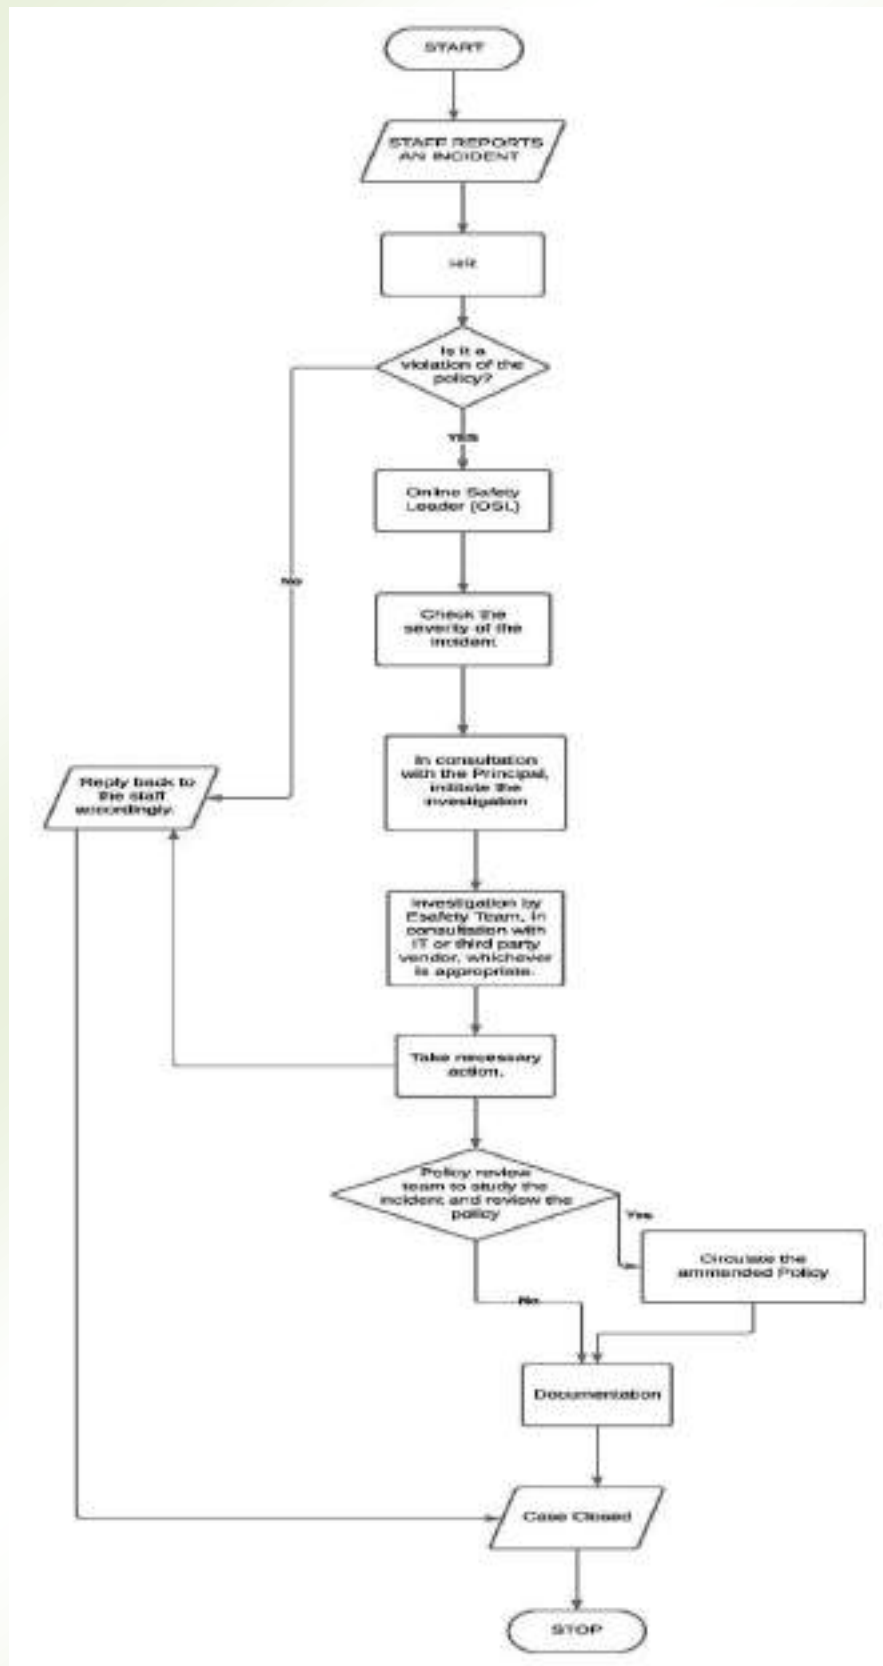 START
STAFF REPORTS
AN INCIDENT
HR
Is it a
violation of the
policy?
YES
Online Safety
Leader (OSL)
No
Check the
severity of the
incident
In consultation
with the Principal,
initiate the
investigation
Reply back to
the staff
accordingly.
Investigation by
Esafety Team, in
consultation with
IT or third party
vendor, whichever
is appropriate.
Take necessary
action.
Policy review
team to study the
incident and review the
policy
Yes
Circulate the
ammended Policy
No
Documentation
Case Closed
STOP